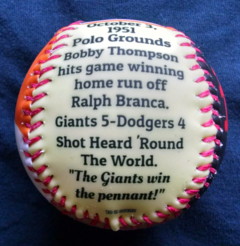 October 3,
1951
Polo Grounds
Bobby Thompson
hits game winning
home run off
Ralph Branca.
Giants 5-Dodgers 4
Shot Heard 'Round
The World.
"The Giants win
the pennant!"